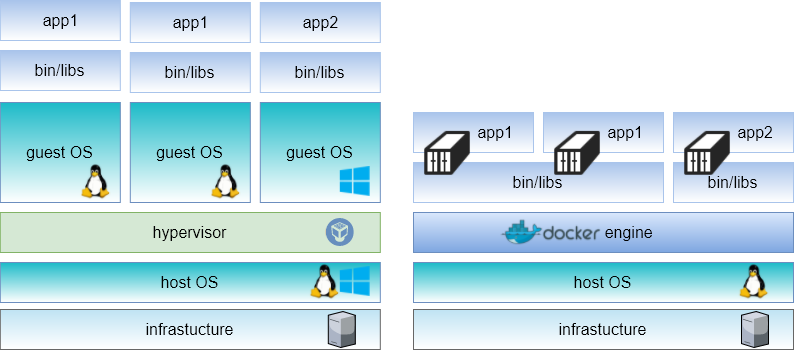 app1
app1
app2
bin/libs
bin/libs
bin/libs
guest OS
guest OS
guest OS
hypervisor
host OS
infrastucture
app1
app1
app2
bin/libs
bin/libs
docker engine
host OS
infrastucture